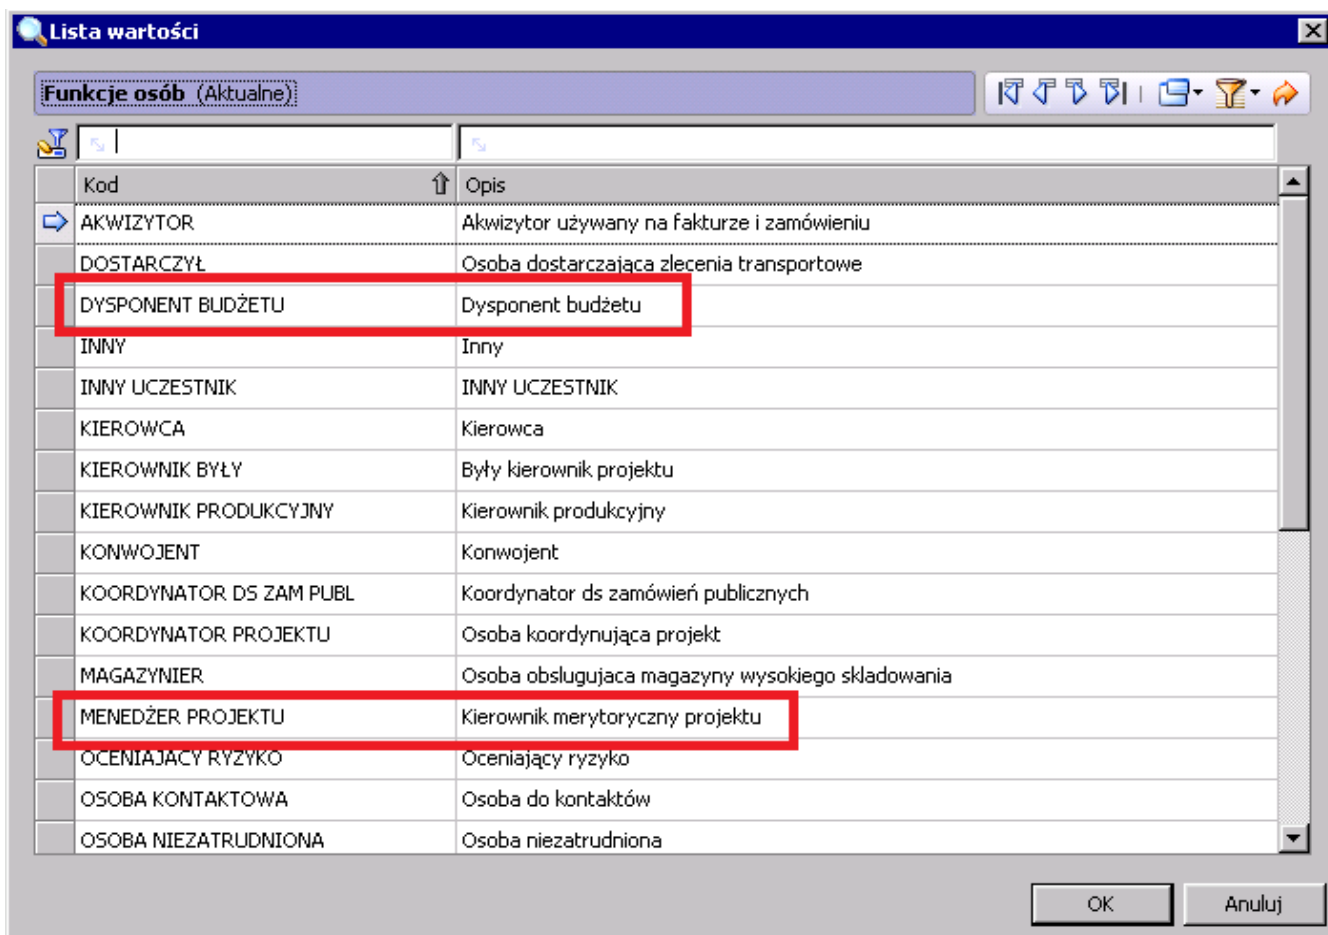 Lista wartości
Funkcje osób (Aktualne)
Kod Opis
AKWIZYTOR Akwizytor używany na fakturze i zamówieniu
DOSTARCZYŁ Osoba dostarczająca zlecenia transportowe
DYSPONENT BUDŻETU Dysponent budżetu
INNY Inny
INNY UCZESTNIK INNY UCZESTNIK
KIEROWCA Kierowca
KIEROWNIK BYŁY Były kierownik projektu
KIEROWNIK PRODUKCYJNY Kierownik produkcyjny
KONWOJENT Konwojent
KOORDYNATOR DS ZAM PUBL Koordynator ds zamówień publicznych
KOORDYNATOR PROJEKTU Osoba koordynująca projekt
MAGAZYNIER Osoba obslugujaca magazyny wysokiego skladowania
MENEDŻER PROJEKTU Kierownik merytoryczny projektu
OCENIAJACY RYZYKO Oceniający ryzyko
OSOBA KONTAKTOWA Osoba do kontaktów
OSOBA NIEZATRUDNIONA Osoba niezatrudniona
OK Anuluj